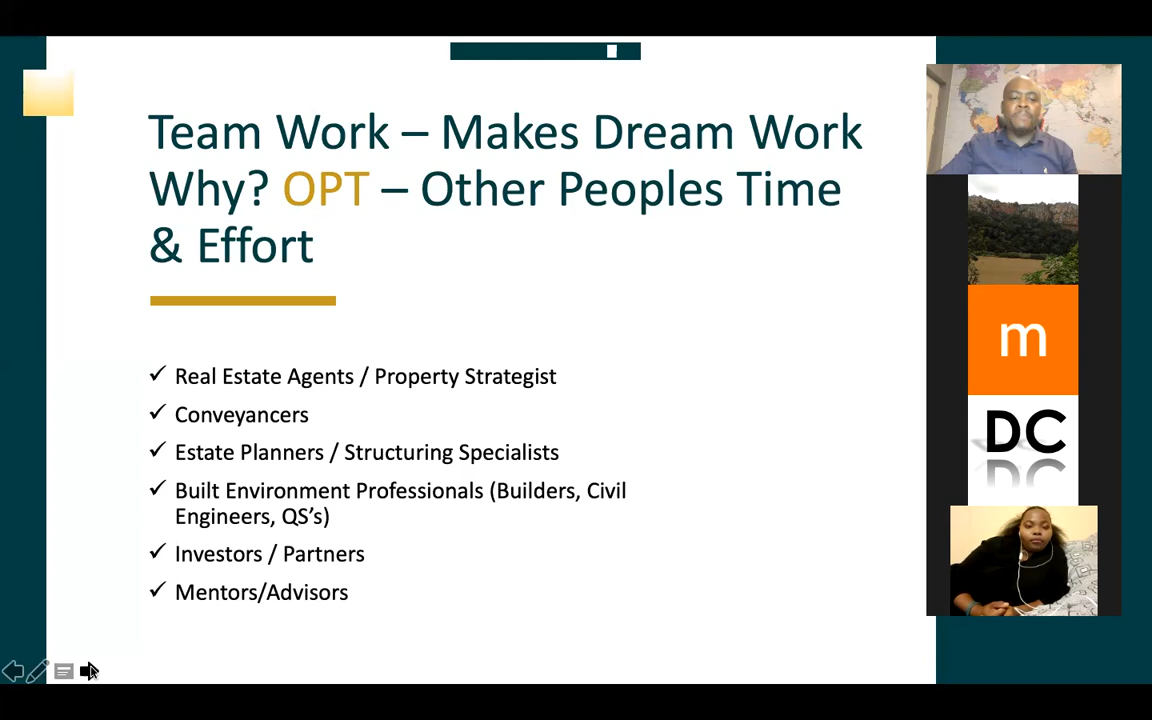 Team Work – Makes Dream Work
Why? OPT – Other Peoples Time
& Effort
✓ Real Estate Agents / Property Strategist
✓ Conveyancers
✓ Estate Planners / Structuring Specialists
✓ Built Environment Professionals (Builders, Civil
Engineers, QS’s)
✓ Investors / Partners
✓ Mentors/Advisors
m
DC